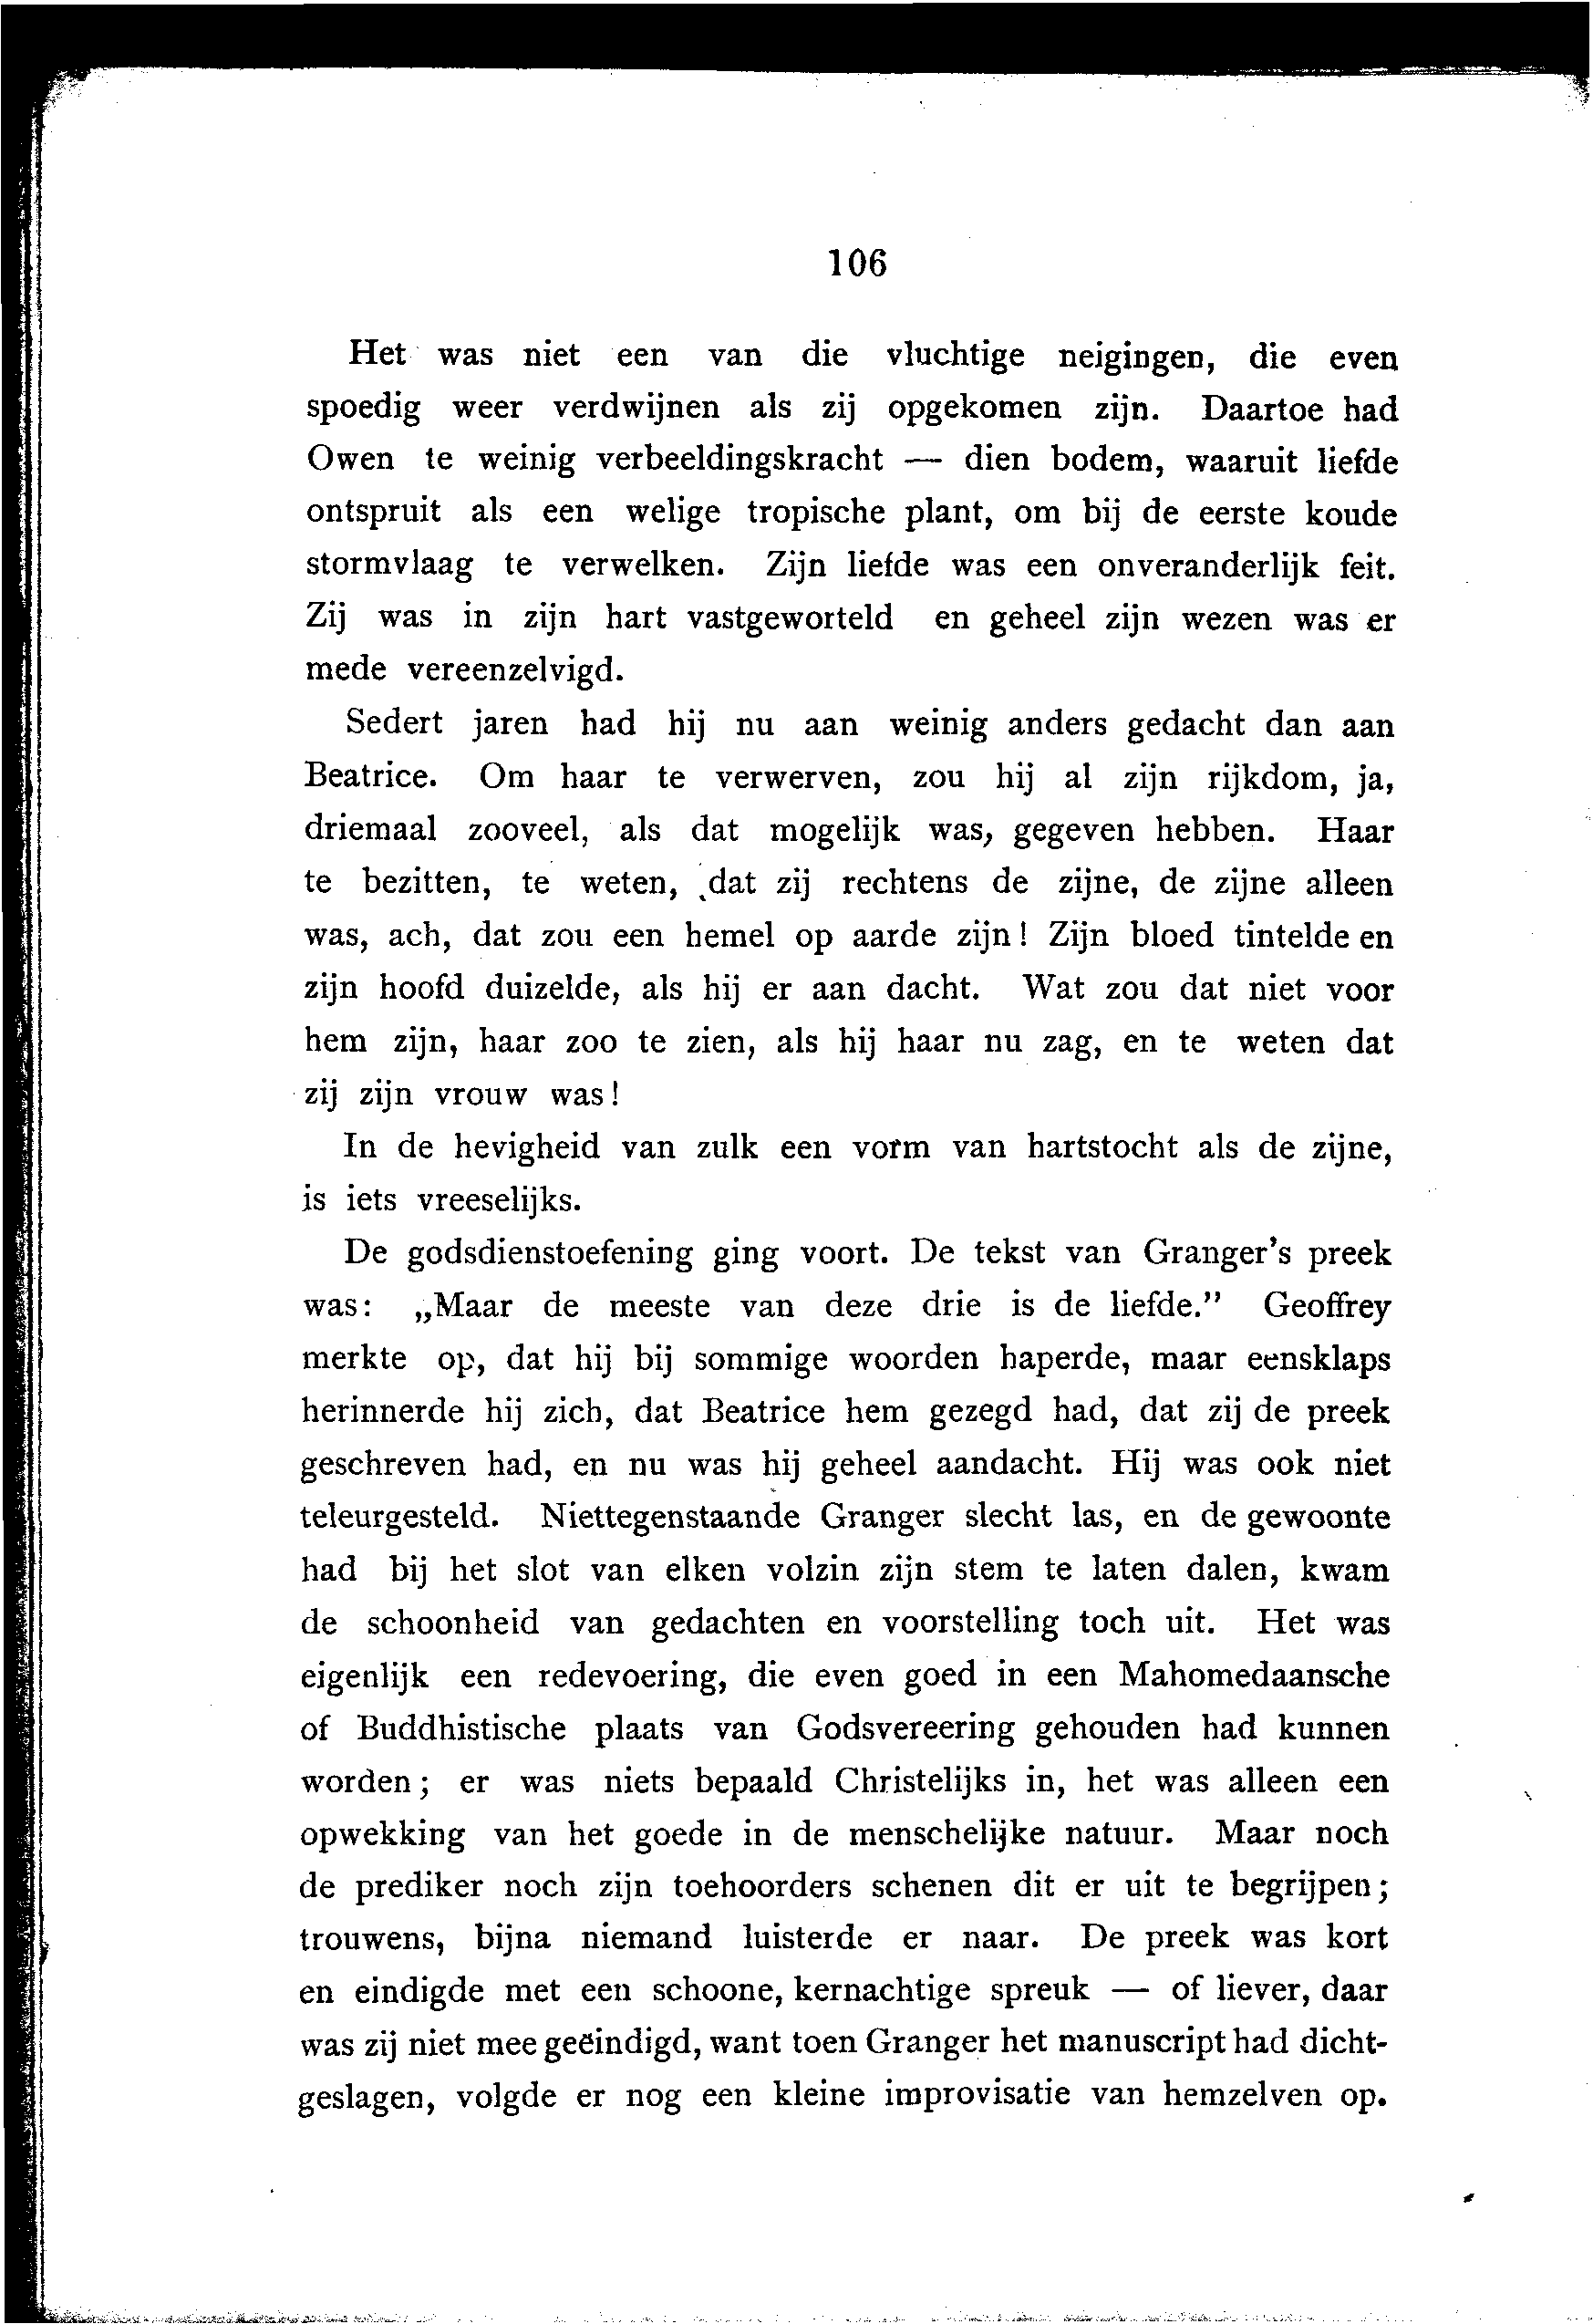 106
Het was niet een van die vluchtige neigingen, die even
spoedig weer verdwijnen als zij opgekomen zijn. Daartoe had
Owen te weinig verbeeldingskracht — dien bodem, waaruit liefde
ontspruit als een welige tropische plant, om bij de eerste koude
stormvlaag te verwelken. Zijn liefde was een onveranderlijk feit.
Zij was in zijn hart vastgeworteld en geheel zijn wezen was er
mede vereenzelvigd.
Sedert jaren had hij nu aan weinig anders gedacht dan aan
Beatrice. Om haar te verwerven, zou hij al zijn rijkdom, ja,
driemaal zooveel, als dat mogelijk was, gegeven hebben. Haar
te bezitten, te weten, dat zij rechtens de zijne, de zijne alleen
was, ach, dat zou een hemel op aarde zijn! Zijn bloed tintelde en
zijn hoofd duizelde, als hij er aan dacht. Wat zou dat niet voor
hem zijn, haar zoo te zien, als hij haar nu zag, en te weten dat
zij zijn vrouw was!
In de hevigheid van zulk een vorm van hartstocht als de zijne,
is iets vreeselijks.
De godsdienstoefening ging voort. De tekst van Granger's preek
was: „Maar de meeste van deze drie is de liefde.” Geoffrey
merkte op, dat hij bij sommige woorden haperde, maar eensklaps
herinnerde hij zich, dat Beatrice hem gezegd had, dat zij de preek
geschreven had, en nu was hij geheel aandacht. Hij was ook niet
teleurgesteld. Niettegenstaande Granger slecht las, en de gewoonte
had bij het slot van elken volzin zijn stem te laten dalen, kwam
de schoonheid van gedachten en voorstelling toch uit. Het was
eigenlijk een redevoering, die even goed in een Mahomedaansche
of Buddhistische plaats van Godsvereering gehouden had kunnen
worden; er was niets bepaald Christelijks in, het was alleen een
opwekking van het goede in de menschelijke natuur. Maar noch
de prediker noch zijn toehoorders schenen dit er uit te begrijpen;
trouwens, bijna niemand luisterde er naar. De preek was kort
en eindigde met een schoone, kernachtige spreuk — of liever, daar
was zij niet mee geëindigd, want toen Granger het manuscript had dicht-
geslagen, volgde er nog een kleine improvisatie van hemzelven op.